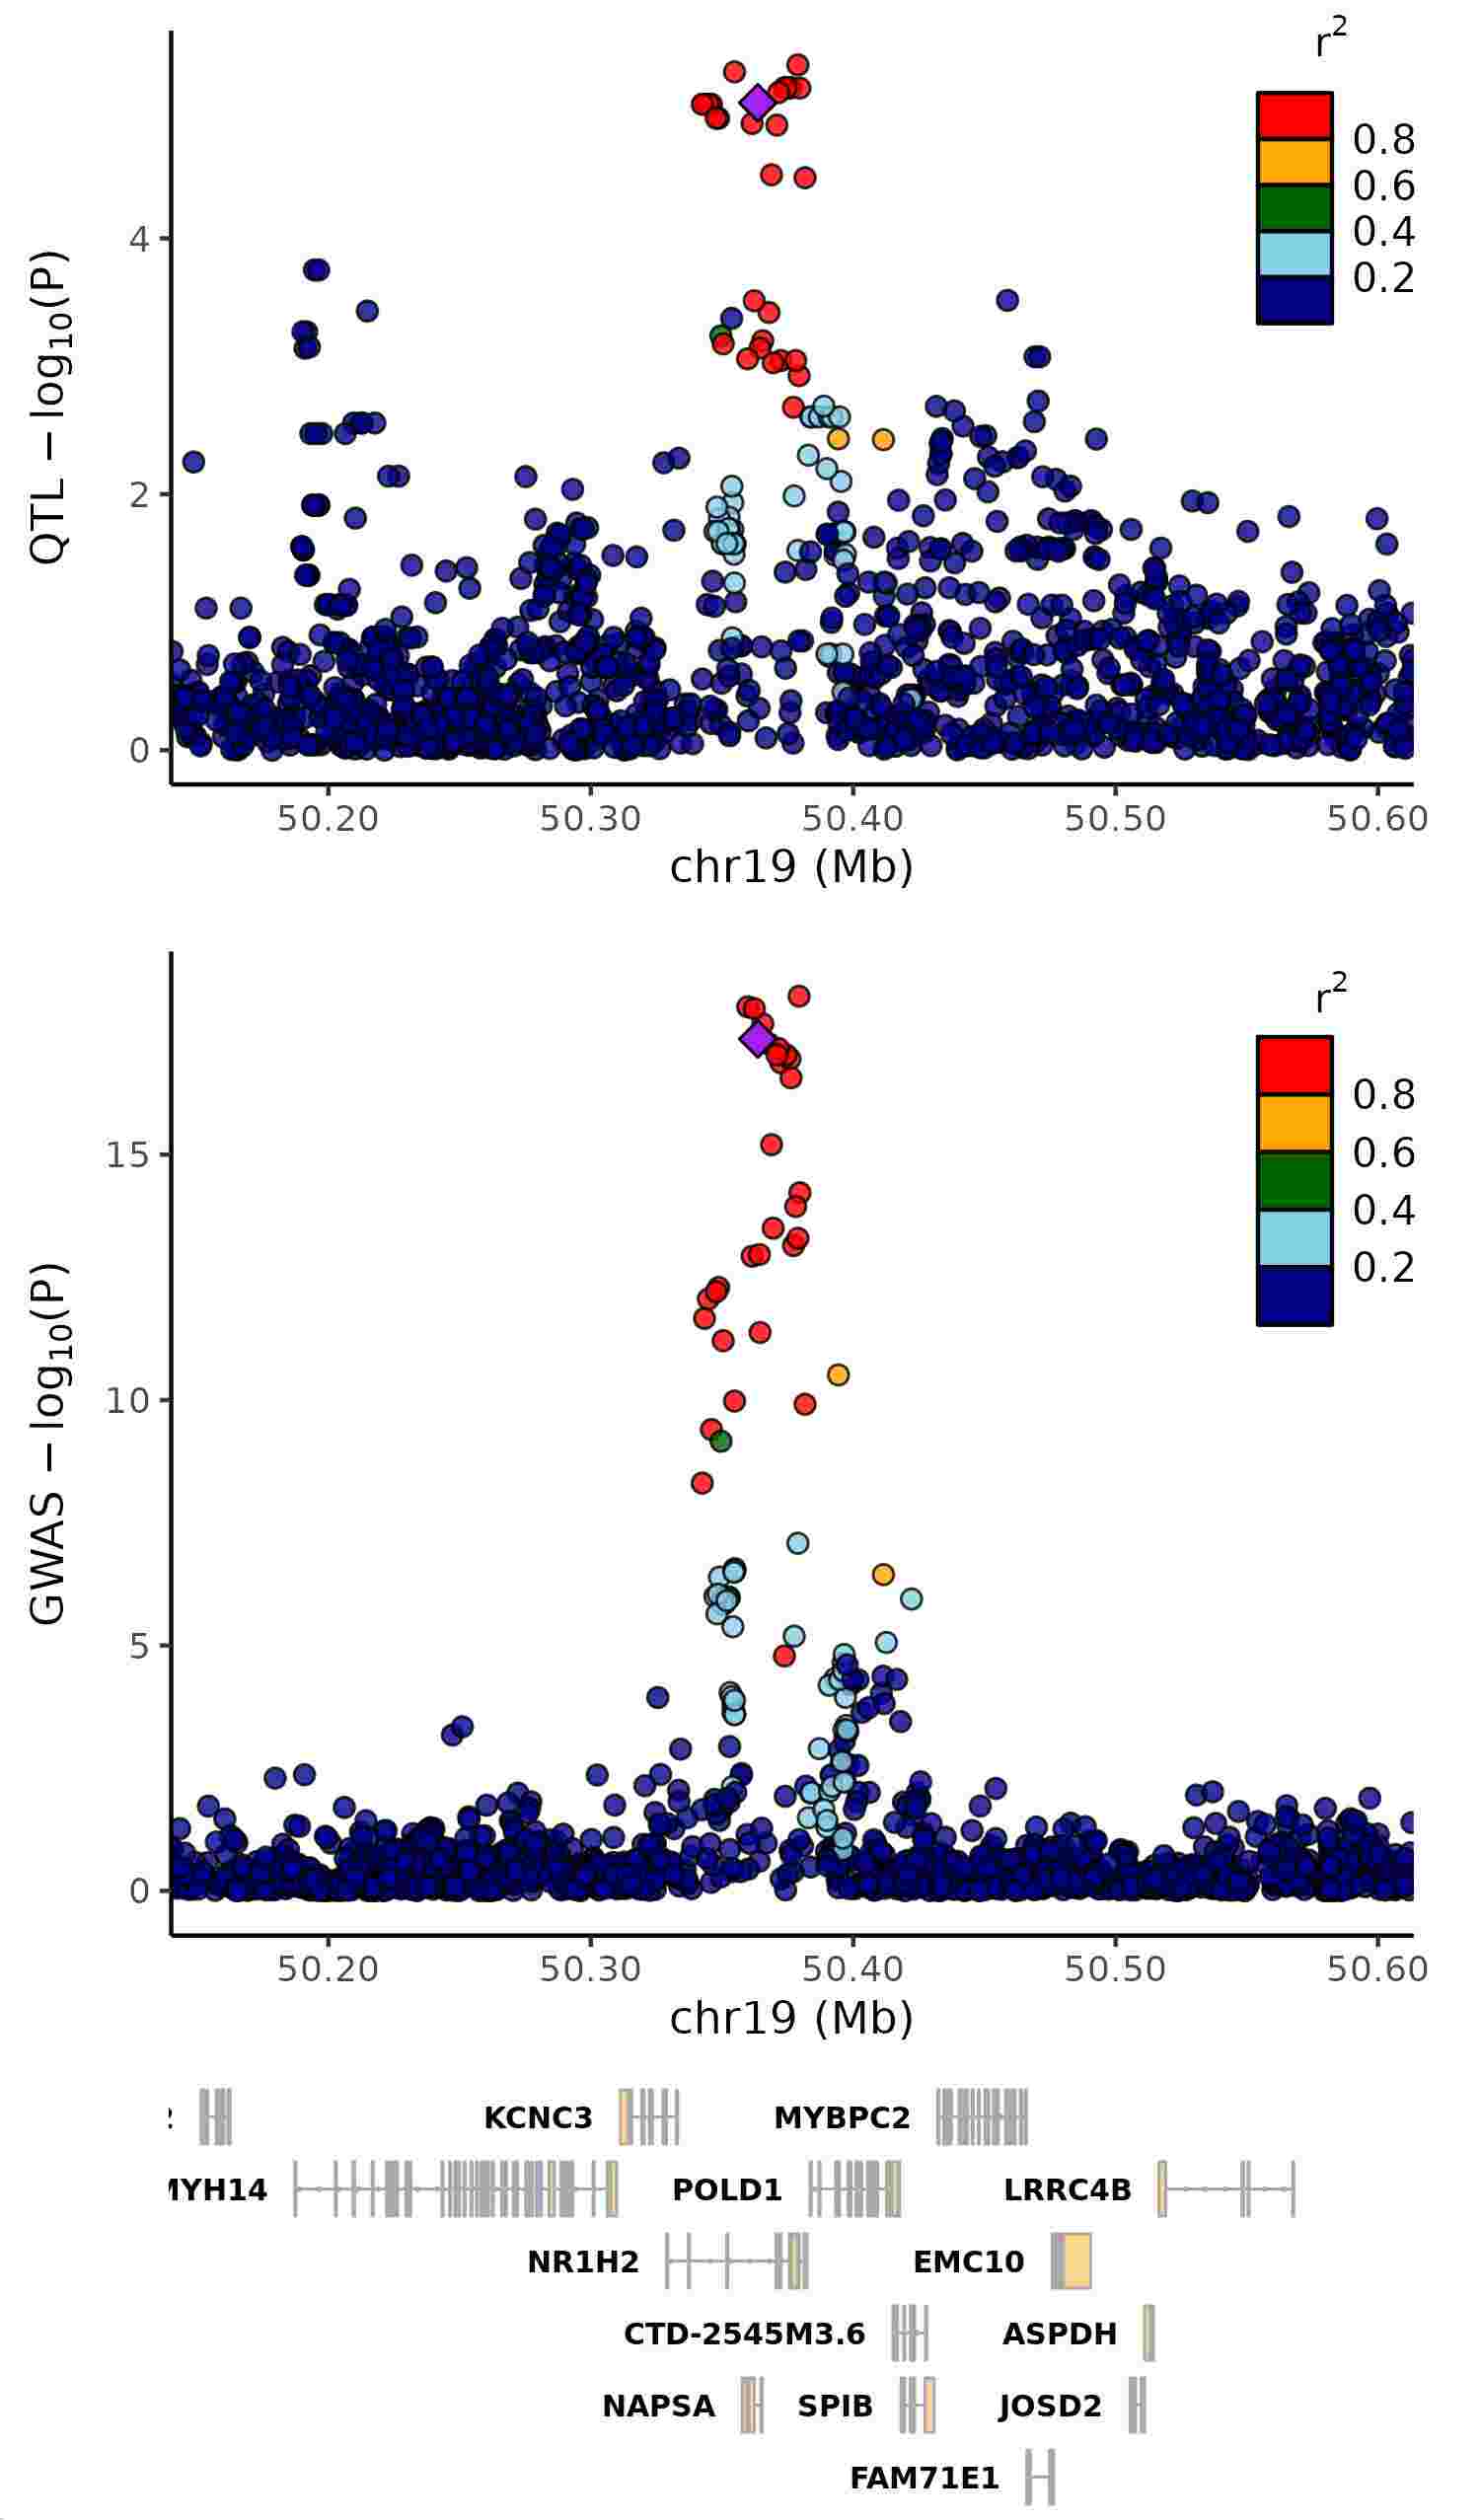 r2
0.8
0.6
0.4
0.2
QTL −log10(P)
4
2
0
50.20 50.30 50.40 50.50 50.60
chr19 (Mb)
r2
0.8
0.6
0.4
0.2
GWAS −log10(P)
15
10
5
0
50.20 50.30 50.40 50.50 50.60
chr19 (Mb)
KCNC3 MYBPC2
MYH14 POLD1 LRRC4B
NR1H2 EMC10
CTD-2545M3.6 ASPDH
NAPSA SPIB JOSD2
FAM71E1